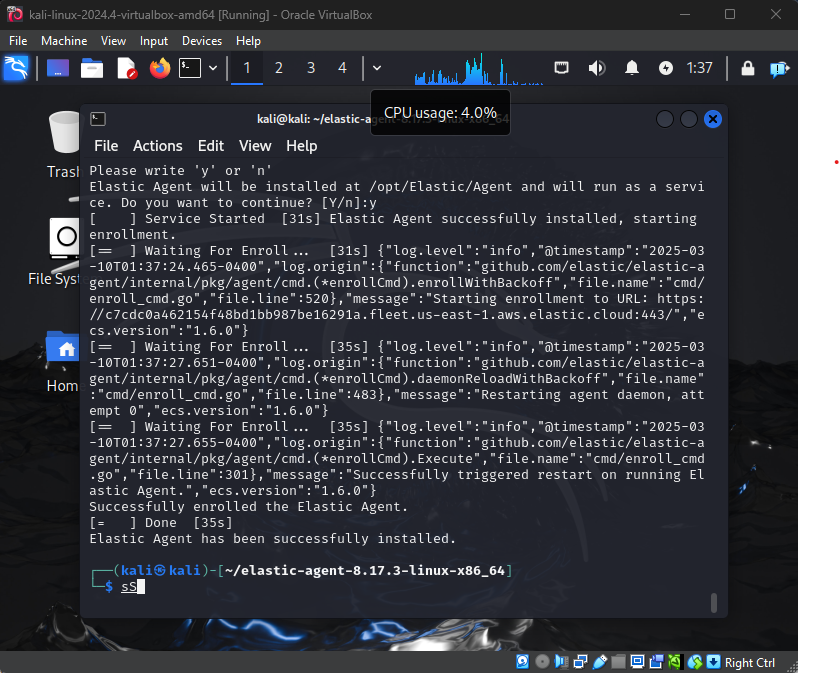 kali-linux-2024.4-virtualbox-amd64 [Running] - Oracle VirtualBox
File Machine View Input Devices Help
1 2 3 4 1:37
CPU usage: 4.0%
kali@kali: ~/elastic-agent-8.17.3-linux-x86_64
File Actions Edit View Help
Trash
File Syst
Hom
Please write 'y' or 'n'
Elastic Agent will be installed at /opt/Elastic/Agent and will run as a servi
ce. Do you want to continue? [Y/n]:y
[    ] Service Started  [31s] Elastic Agent successfully installed, starting
enrollment.
[==  ] Waiting For Enroll...  [31s] {"log.level":"info","@timestamp":"2025-03
-10T01:37:24.465-0400","log.origin":{"function":"github.com/elastic/elastic-a
gent/internal/pkg/agent/cmd.(*enrollCmd).enrollWithBackoff","file.name":"cmd/
enroll_cmd.go","file.line":520},"message":"Starting enrollment to URL: https:
//c7cdc0a462154f48bd1bb987be16291a.fleet.us-east-1.aws.elastic.cloud:443/","e
cs.version":"1.6.0"}
[==  ] Waiting For Enroll...  [35s] {"log.level":"info","@timestamp":"2025-03
-10T01:37:27.651-0400","log.origin":{"function":"github.com/elastic/elastic-a
gent/internal/pkg/agent/cmd.(*enrollCmd).daemonReloadWithBackoff","file.name"
:"cmd/enroll_cmd.go","file.line":483},"message":"Restarting agent daemon, att
empt 0","ecs.version":"1.6.0"}
[==  ] Waiting For Enroll...  [35s] {"log.level":"info","@timestamp":"2025-03
-10T01:37:27.655-0400","log.origin":{"function":"github.com/elastic/elastic-a
gent/internal/pkg/agent/cmd.(*enrollCmd).Execute","file.name":"cmd/enroll_cmd
.go","file.line":301},"message":"Successfully triggered restart on running El
astic Agent.","ecs.version":"1.6.0"}
Successfully enrolled the Elastic Agent.
[=   ] Done  [35s]
Elastic Agent has been successfully installed.
(kali㉿kali)-[~/elastic-agent-8.17.3-linux-x86_64]
$ sS
Right Ctrl